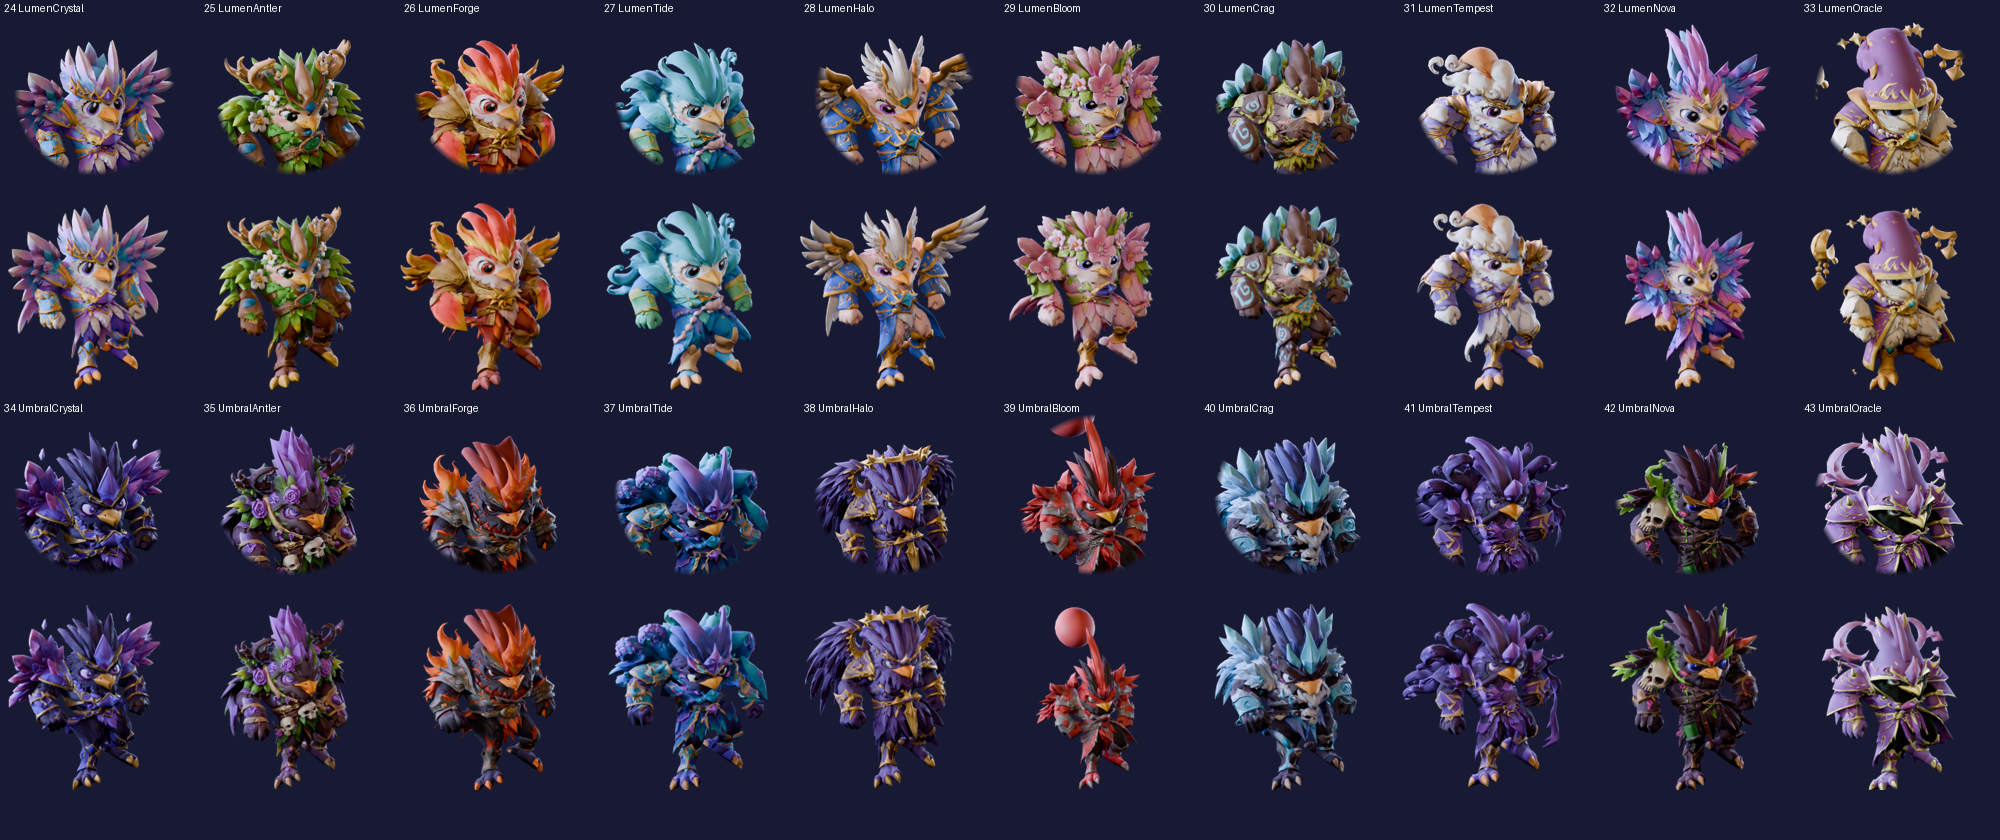 24 LumenCrystal
25 LumenAntler
26 LumenForge
27 LumenTide
28 LumenHalo
29 LumenBloom
30 LumenCrag
31 LumenTempest
32 LumenNova
33 LumenOracle
34 UmbralCrystal
35 UmbralAntler
36 UmbralForge
37 UmbralTide
38 UmbralHalo
39 UmbralBloom
40 UmbralCrag
41 UmbralTempest
42 UmbralNova
43 UmbralOracle